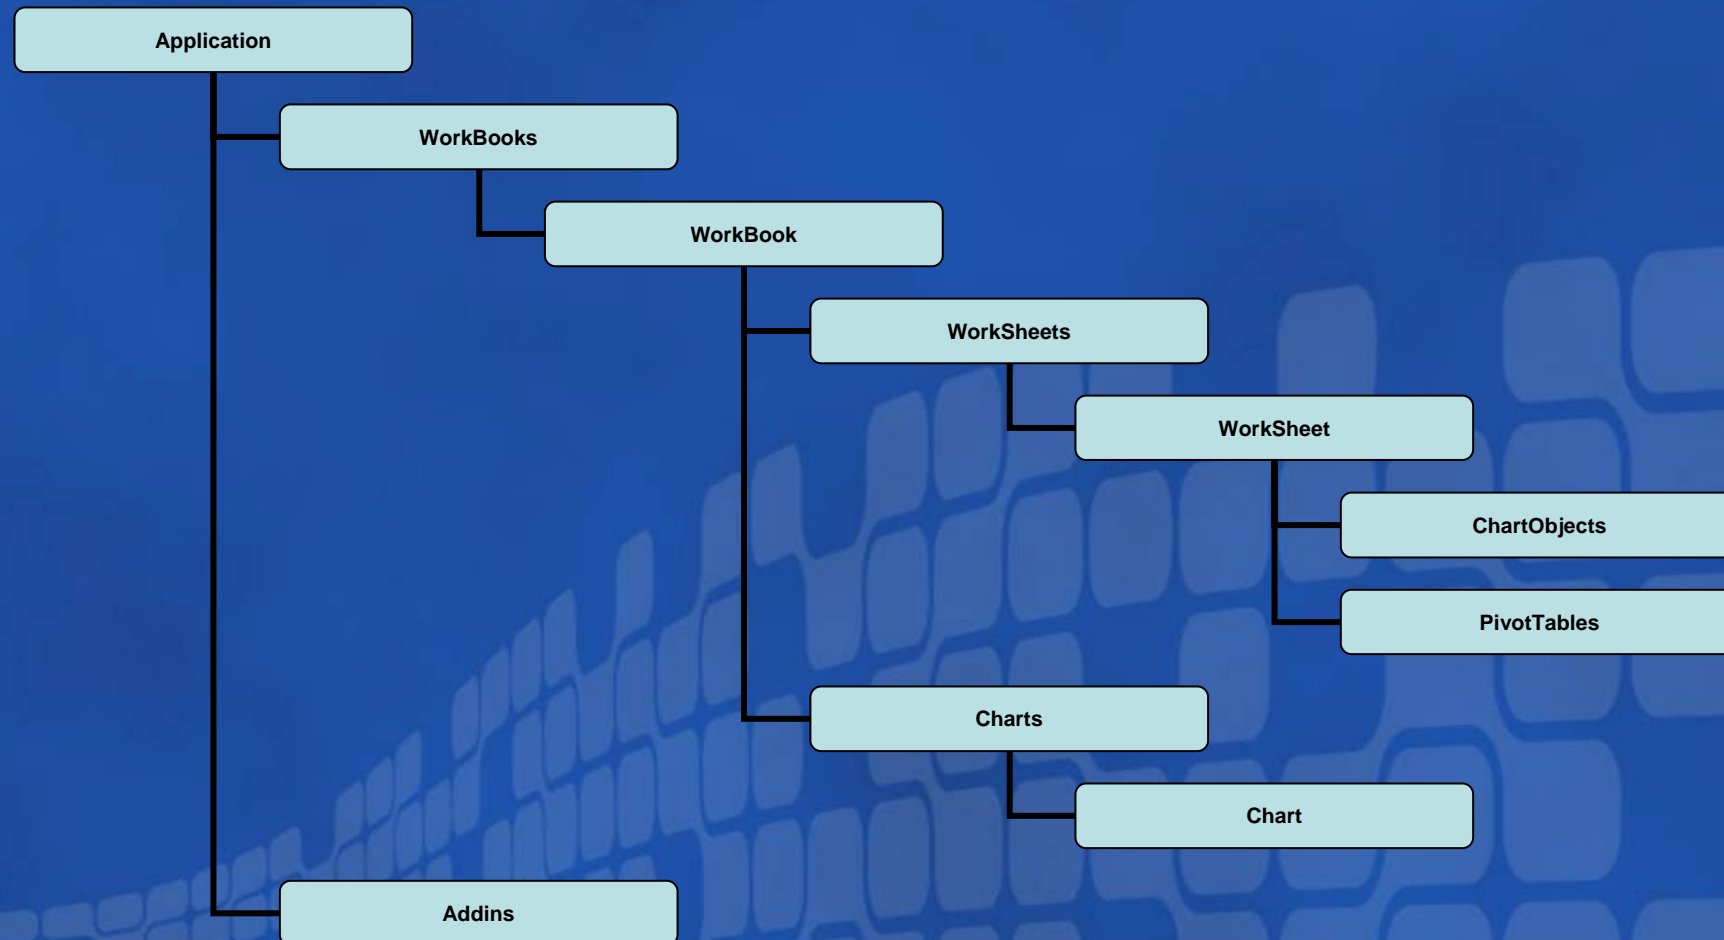 Application
WorkBooks
WorkBook
WorkSheets
WorkSheet
ChartObjects
PivotTables
Charts
Chart
Addins